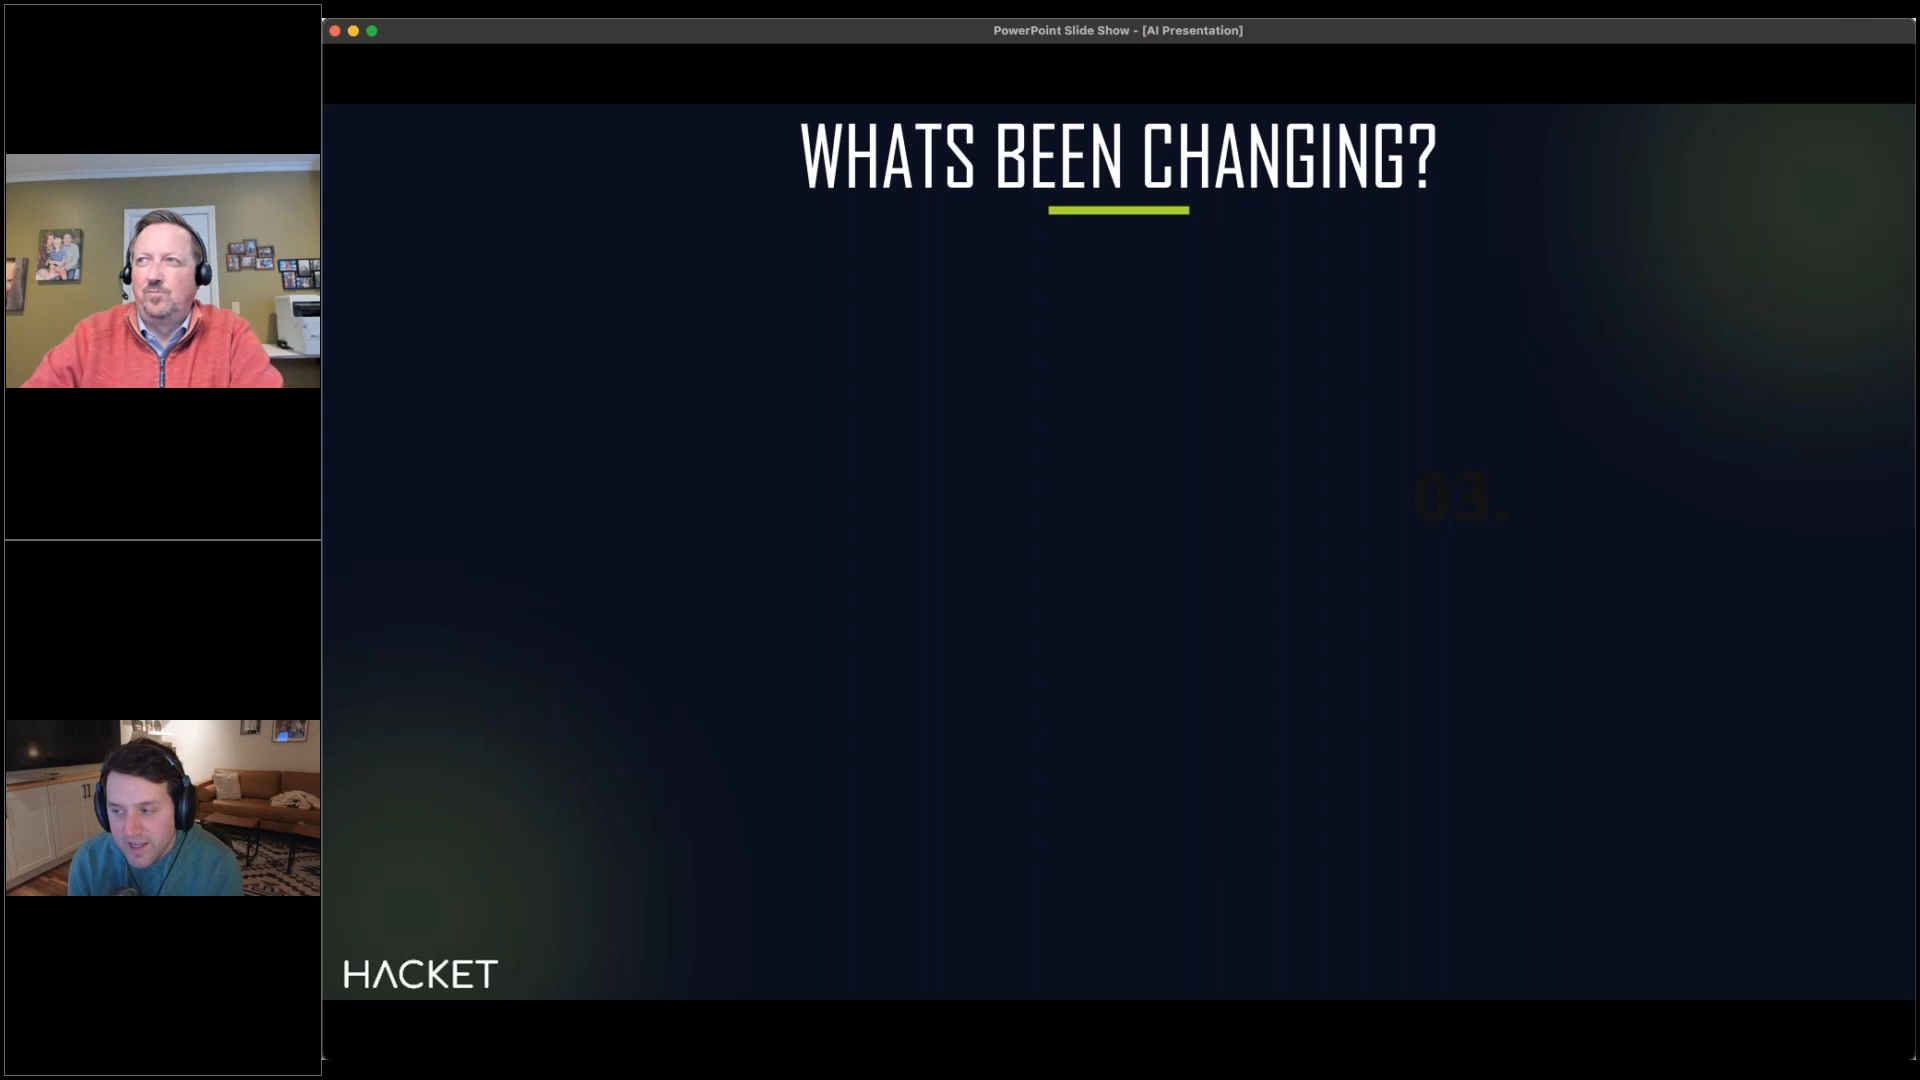 PowerPoint Slide Show - [AI Presentation]
WHATS BEEN CHANGING?
03.
HACKET